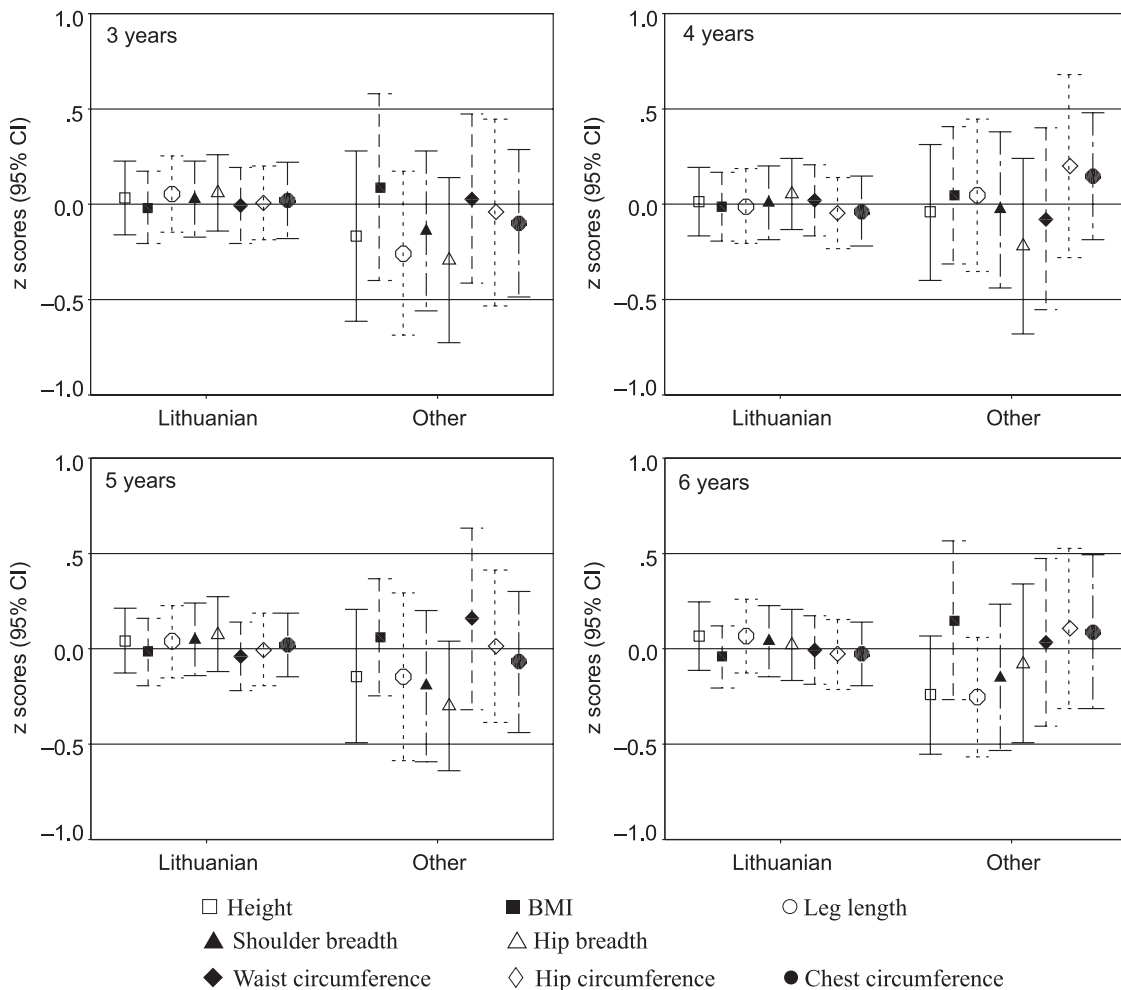 1.0
3 years
.5
0.0
–0.5
–1.0
z scores (95% CI)
Lithuanian Other
1.0
4 years
.5
0.0
–0.5
–1.0
z scores (95% CI)
Lithuanian Other
1.0
5 years
.5
0.0
–0.5
–1.0
z scores (95% CI)
Lithuanian Other
1.0
6 years
.5
0.0
–0.5
–1.0
z scores (95% CI)
Lithuanian Other
Height BMI Leg length
Shoulder breadth Hip breadth
Waist circumference Hip circumference Chest circumference